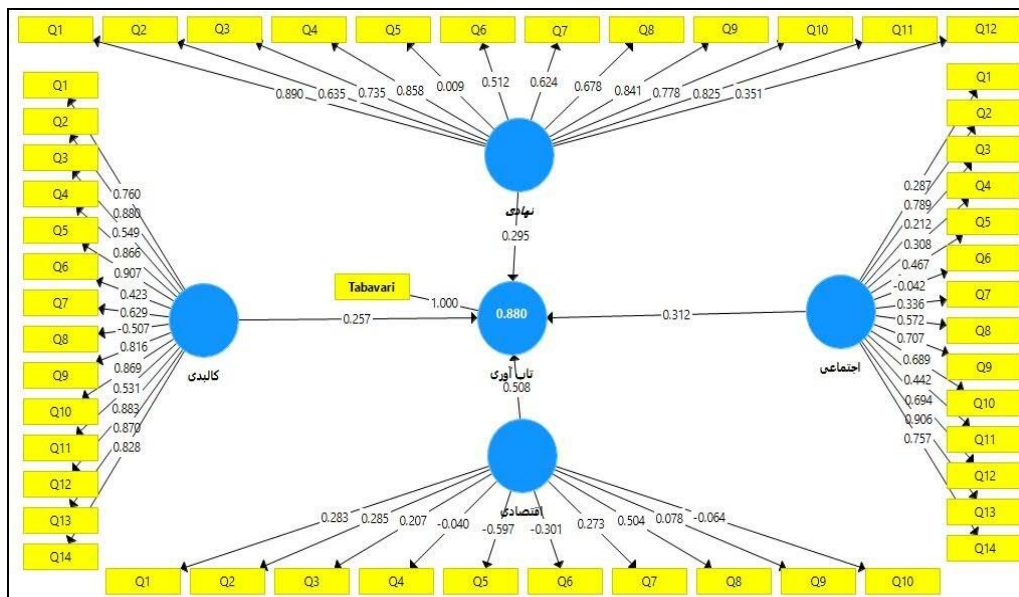 Q1 Q2 Q3 Q4 Q5 Q6 Q7 Q8 Q9 Q10 Q11 Q12
0.890 0.635 0.735 0.858 0.009 0.512 0.624 0.678 0.841 0.778 0.825 0.351
نهادی
0.295
Q1
Q2
Q3
Q4
Q5
Q6
Q7
Q8
Q9
Q10
Q11
Q12
Q13
Q14
0.760
0.880
0.549
0.866
0.907
0.423
0.629
-0.507
0.816
0.869
0.531
0.883
0.870
0.828
کالبدی
0.257
Tabavari
1.000
0.880
تاب آوری
0.508
0.312
اجتماعی
0.287
0.789
0.212
0.308
0.467
-0.042
0.336
0.572
0.707
0.689
0.442
0.694
0.906
0.757
Q1
Q2
Q3
Q4
Q5
Q6
Q7
Q8
Q9
Q10
Q11
Q12
Q13
Q14
اقتصادی
0.283 0.285 0.207 -0.040 -0.597 -0.301 0.273 0.504 0.078 -0.064
Q1 Q2 Q3 Q4 Q5 Q6 Q7 Q8 Q9 Q10